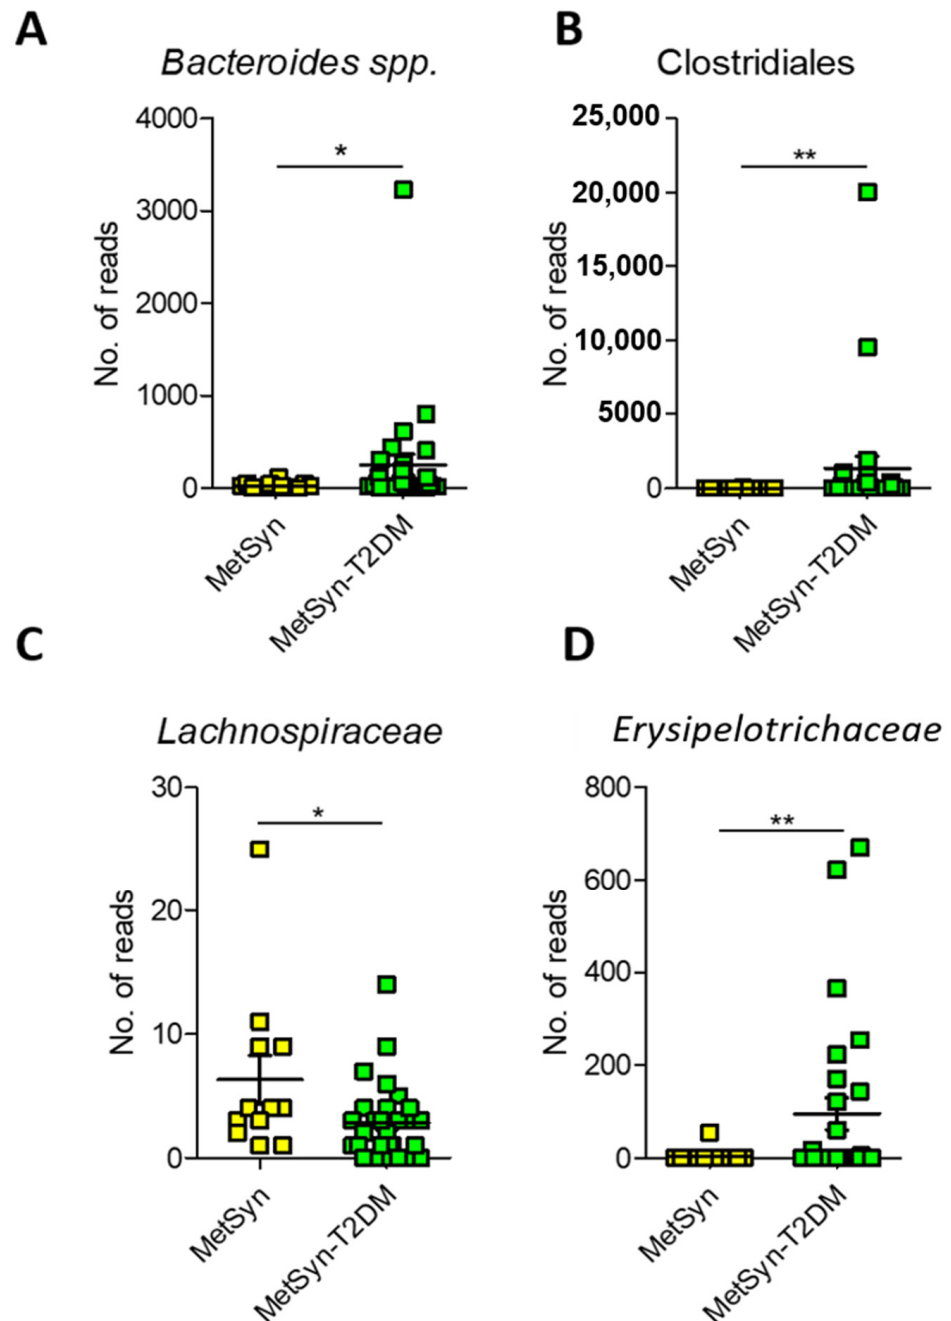 A
B
Bacteroides spp.
Clostridiales
4000
3000
2000
1000
0
No. of reads
*
MetSyn
MetSyn-T2DM
25,000
20,000
15,000
10,000
5000
0
No. of reads
**
MetSyn
MetSyn-T2DM
C
D
Lachnospiraceae
Erysipelotrichaceae
30
20
10
0
No. of reads
*
MetSyn
MetSyn-T2DM
800
600
400
200
0
No. of reads
**
MetSyn
MetSyn-T2DM